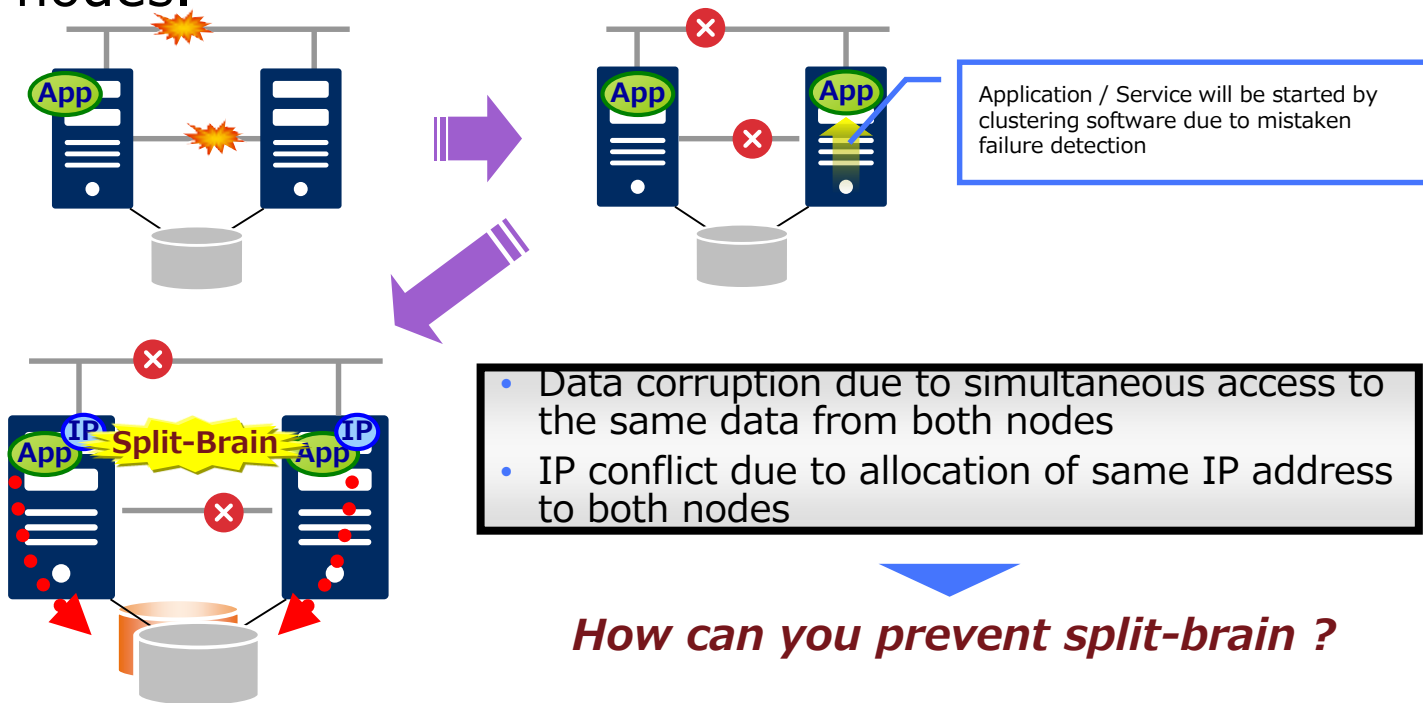 nodes.
App
App
App
Application / Service will be started by
clustering software due to mistaken
failure detection
IP
IP
App
Split-Brain
App
• Data corruption due to simultaneous access to
the same data from both nodes
• IP conflict due to allocation of same IP address
to both nodes
How can you prevent split-brain ?